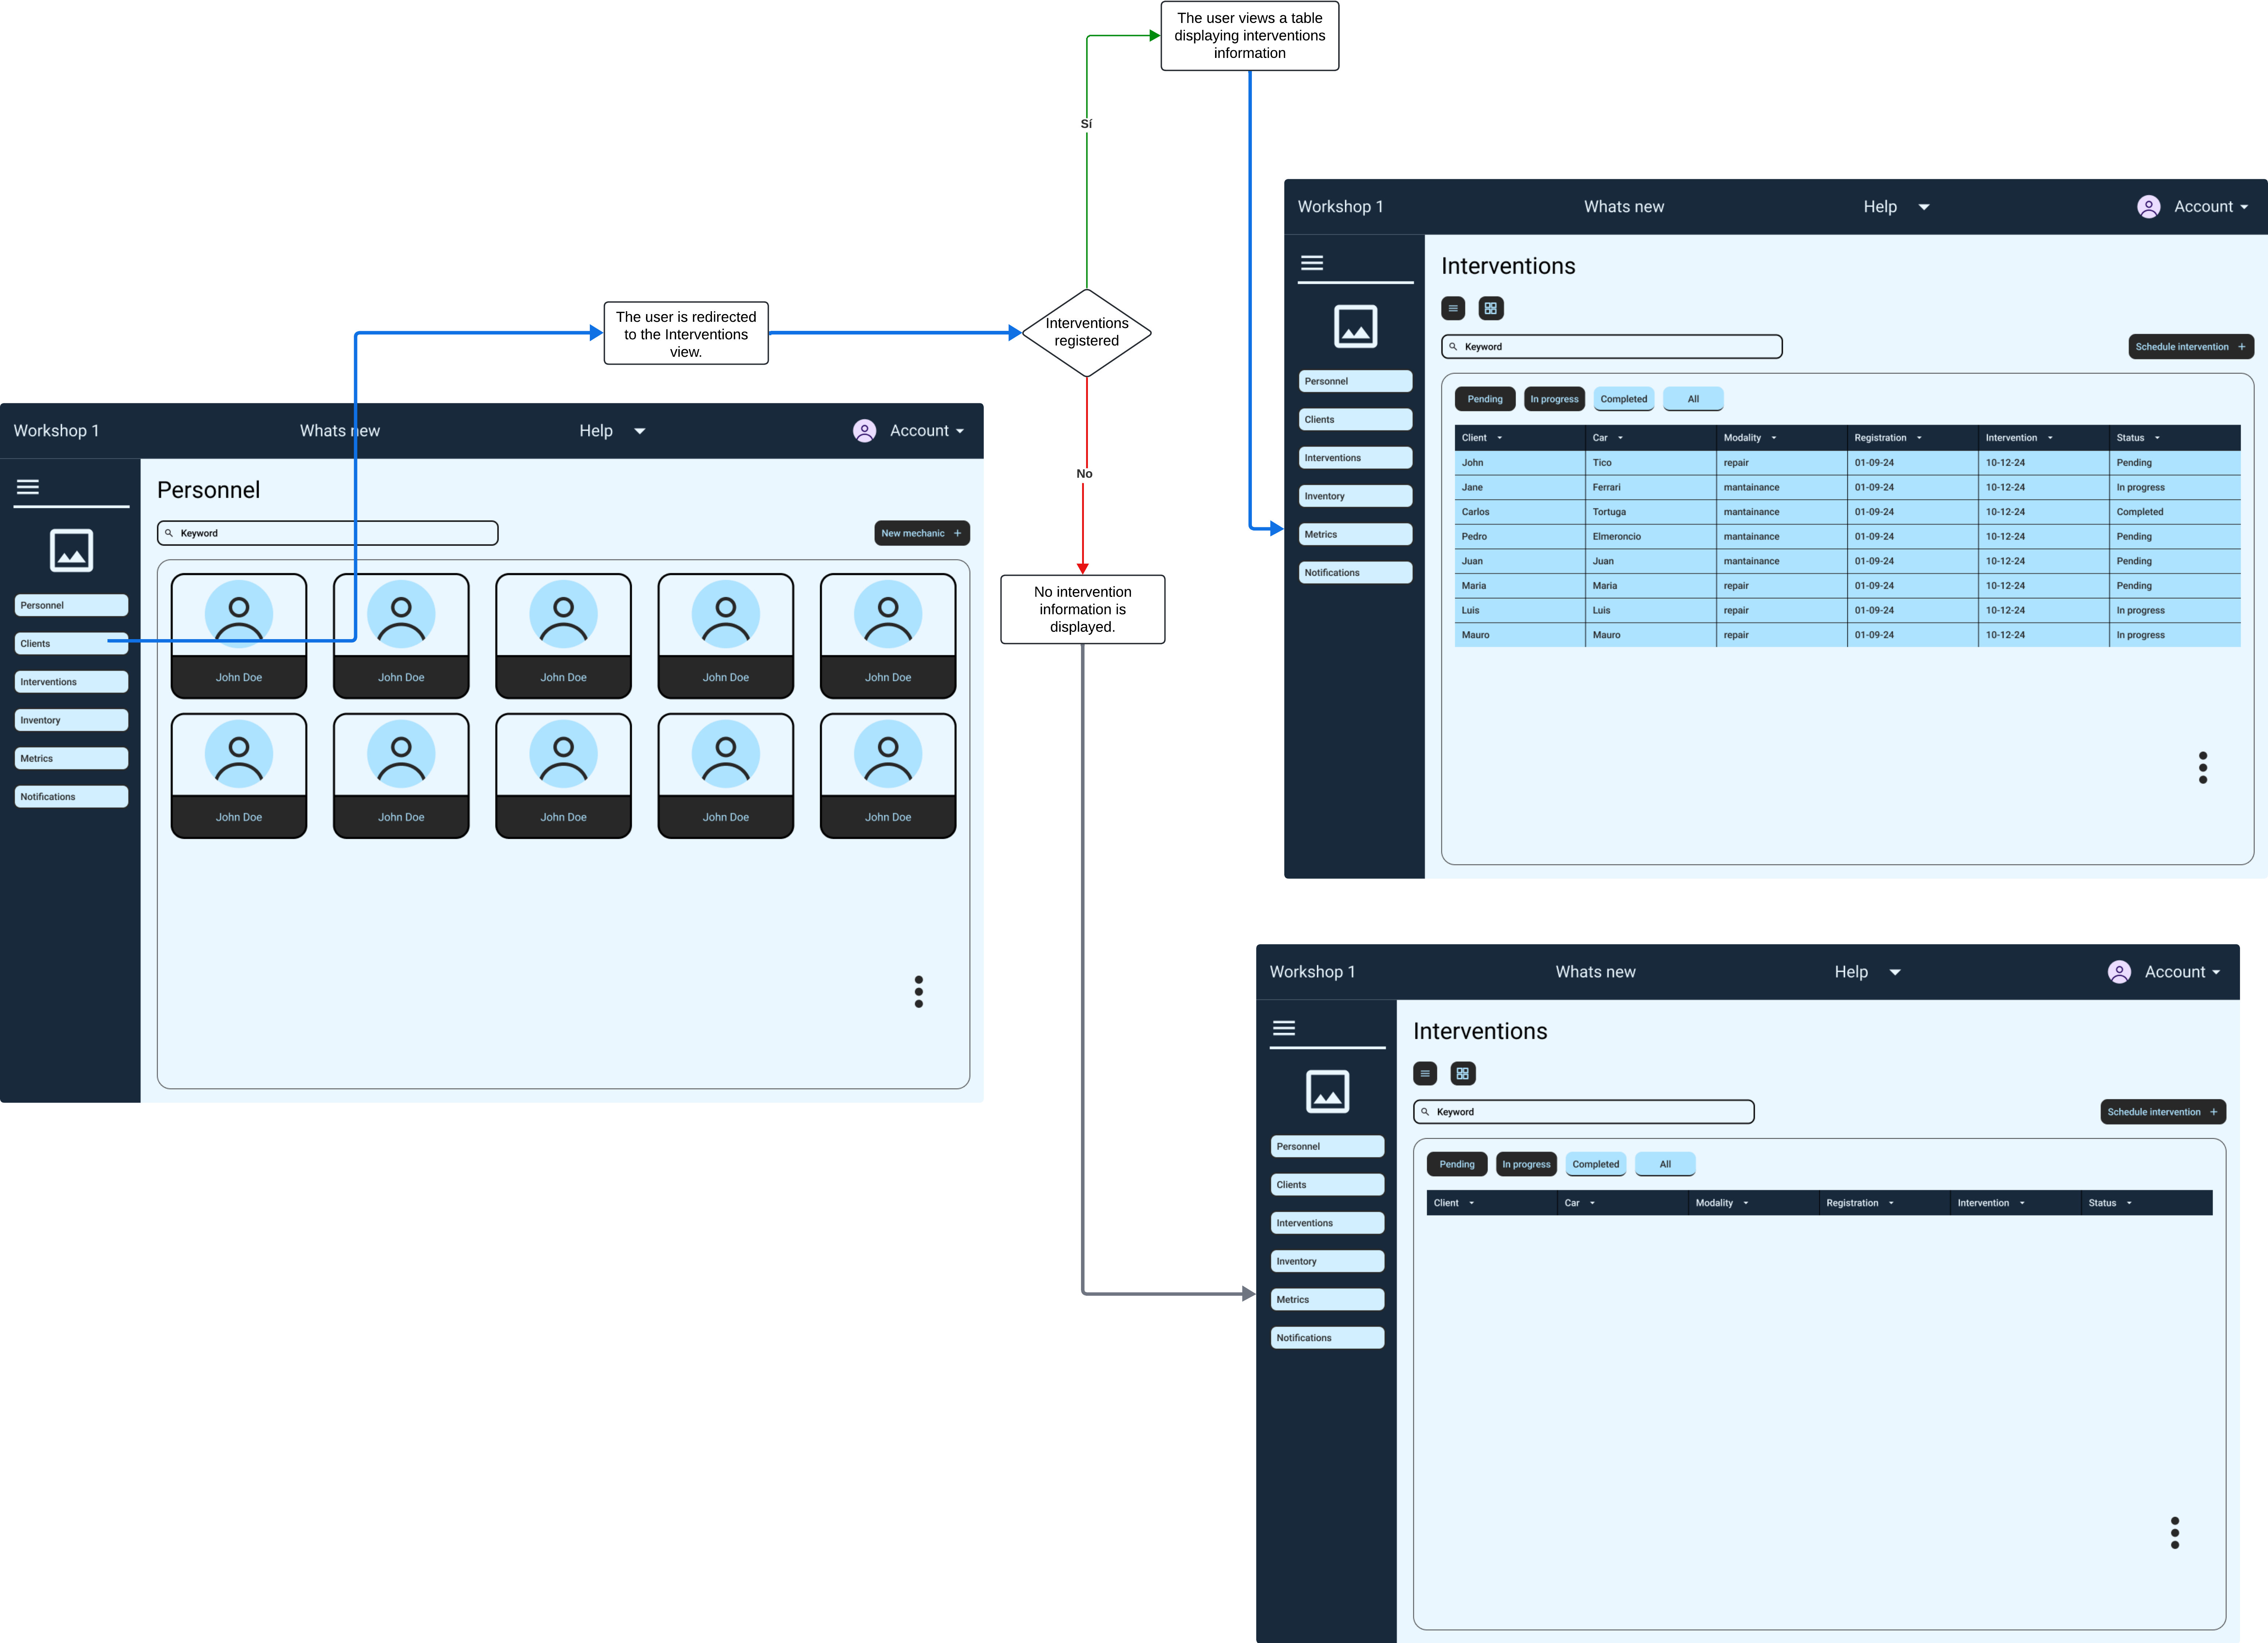 The user views a table
displaying interventions
information
Sí
The user is redirected
to the Interventions
view.
Interventions
registered
No
No intervention
information is
displayed.
Workshop 1 Whats new Help Account
Personnel
Keyword New mechanic +
Personnel
Clients
Interventions
Inventory
Metrics
Notifications
John Doe John Doe John Doe John Doe John Doe
John Doe John Doe John Doe John Doe John Doe
Workshop 1 Whats new Help Account
Interventions
Keyword Schedule intervention +
Personnel
Clients
Interventions
Inventory
Metrics
Notifications
Pending In progress Completed All
Client Car Modality Registration Intervention Status
John Tico repair 01-09-24 10-12-24 Pending
Jane Ferrari mantainance 01-09-24 10-12-24 In progress
Carlos Tortuga mantainance 01-09-24 10-12-24 Completed
Pedro Elmeroncio mantainance 01-09-24 10-12-24 Pending
Juan Juan mantainance 01-09-24 10-12-24 Pending
Maria Maria repair 01-09-24 10-12-24 Pending
Luis Luis repair 01-09-24 10-12-24 In progress
Mauro Mauro repair 01-09-24 10-12-24 In progress
Workshop 1 Whats new Help Account
Interventions
Keyword Schedule intervention +
Personnel
Clients
Interventions
Inventory
Metrics
Notifications
Pending In progress Completed All
Client Car Modality Registration Intervention Status